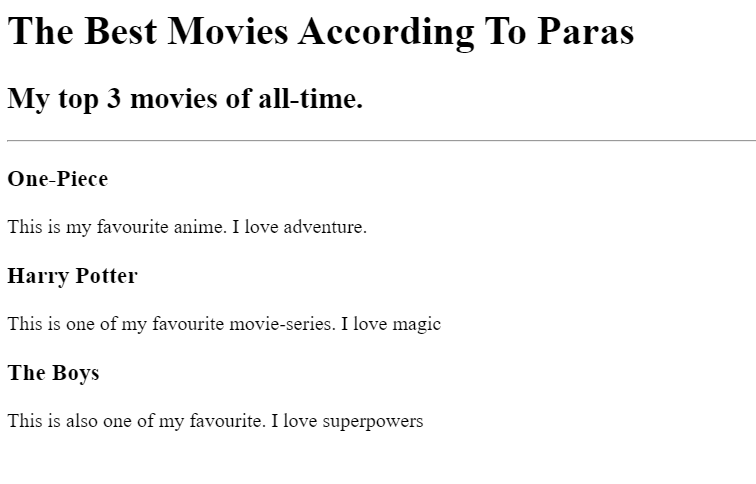 The Best Movies According To Paras
My top 3 movies of all-time.
One-Piece
This is my favourite anime. I love adventure.
Harry Potter
This is one of my favourite movie-series. I love magic
The Boys
This is also one of my favourite. I love superpowers